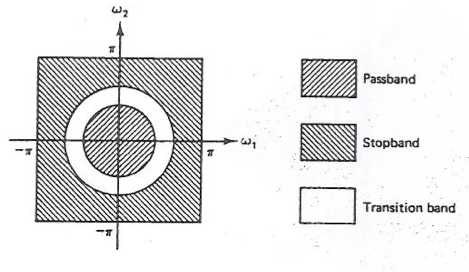 ω₂
π
-π
π
ω₁
-π
Passband
Stopband
Transition band